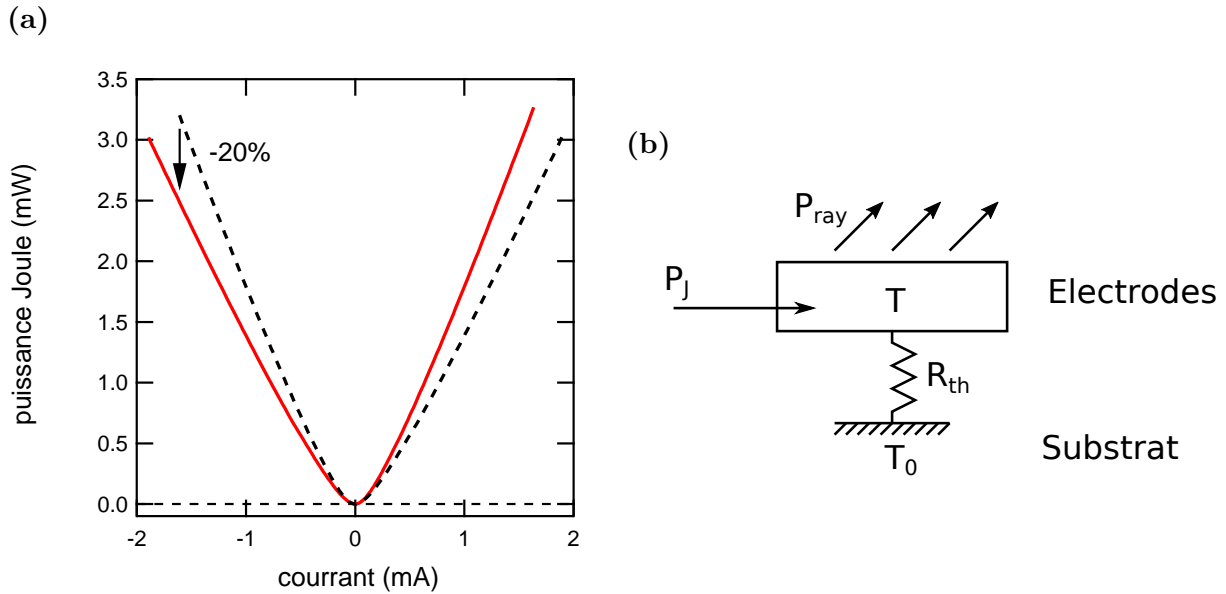 (a)
3.5
3.0
2.5
2.0
1.5
1.0
0.5
0.0
puissance Joule (mW)
-20%
-2
-1
0
1
2
courrant (mA)
(b)
P_ray
P_J
T
Electrodes
R_th
T_0
Substrat